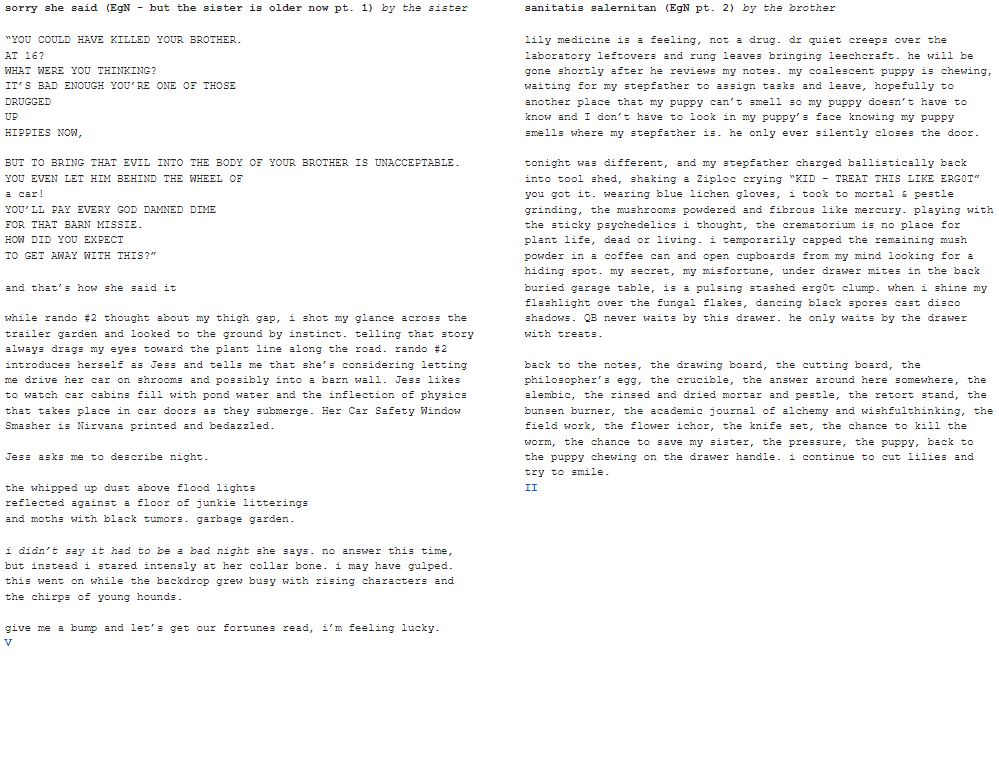 sorry she said (EgN - but the sister is older now pt. 1) by the sister
"YOU COULD HAVE KILLED YOUR BROTHER.
AT 16?
WHAT WERE YOU THINKING?
IT'S BAD ENOUGH YOU'RE ONE OF THOSE
DRUGGED
UP
HIPPIES NOW,
BUT TO BRING THAT EVIL INTO THE BODY OF YOUR BROTHER IS UNACCEPTABLE.
YOU EVEN LET HIM BEHIND THE WHEEL OF
a car!
YOU'LL PAY EVERY GOD DAMNED DIME
FOR THAT BARN MISSIE.
HOW DID YOU EXPECT
TO GET AWAY WITH THIS?"
and that's how she said it
while rando #2 thought about my thigh gap, i shot my glance across the
trailer garden and looked to the ground by instinct. telling that story
always drags my eyes toward the plant line along the road. rando #2
introduces herself as Jess and tells me that she's considering letting
me drive her car on shrooms and possibly into a barn wall. Jess likes
to watch car cabins fill with pond water and the inflection of physics
that takes place in car doors as they submerge. Her Car Safety Window
Smasher is Nirvana printed and bedazzled.
Jess asks me to describe night.
the whipped up dust above flood lights
reflected against a floor of junkie litterings
and moths with black tumors. garbage garden.
i didn't say it had to be a bad night she says. no answer this time,
but instead i stared intensly at her collar bone. i may have gulped.
this went on while the backdrop grew busy with rising characters and
the chirps of young hounds.
give me a bump and let's get our fortunes read, i'm feeling lucky.
V
sanitatis salernitan (EgN pt. 2) by the brother
lily medicine is a feeling, not a drug. dr quiet creeps over the
laboratory leftovers and rung leaves bringing leechcraft. he will be
gone shortly after he reviews my notes. my coalescent puppy is chewing,
waiting for my stepfather to assign tasks and leave, hopefully to
another place that my puppy can't smell so my puppy doesn't have to
know and I don't have to look in my puppy's face knowing my puppy
smells where my stepfather is. he only ever silently closes the door.
tonight was different, and my stepfather charged ballistically back
into tool shed, shaking a Ziploc crying "KID - TREAT THIS LIKE ERG0T"
you got it. wearing blue lichen gloves, i took to mortal & pestle
grinding, the mushrooms powdered and fibrous like mercury. playing with
the sticky psychedelics i thought, the crematorium is no place for
plant life, dead or living. i temporarily capped the remaining mush
powder in a coffee can and open cupboards from my mind looking for a
hiding spot. my secret, my misfortune, under drawer mites in the back
buried garage table, is a pulsing stashed erg0t clump. when i shine my
flashlight over the fungal flakes, dancing black spores cast disco
shadows. QB never waits by this drawer. he only waits by the drawer
with treats.
back to the notes, the drawing board, the cutting board, the
philosopher's egg, the crucible, the answer around here somewhere, the
alembic, the rinsed and dried mortar and pestle, the retort stand, the
bunsen burner, the academic journal of alchemy and wishfulthinking, the
field work, the flower ichor, the knife set, the chance to kill the
worm, the chance to save my sister, the pressure, the puppy, back to
the puppy chewing on the drawer handle. i continue to cut lilies and
try to smile.
II